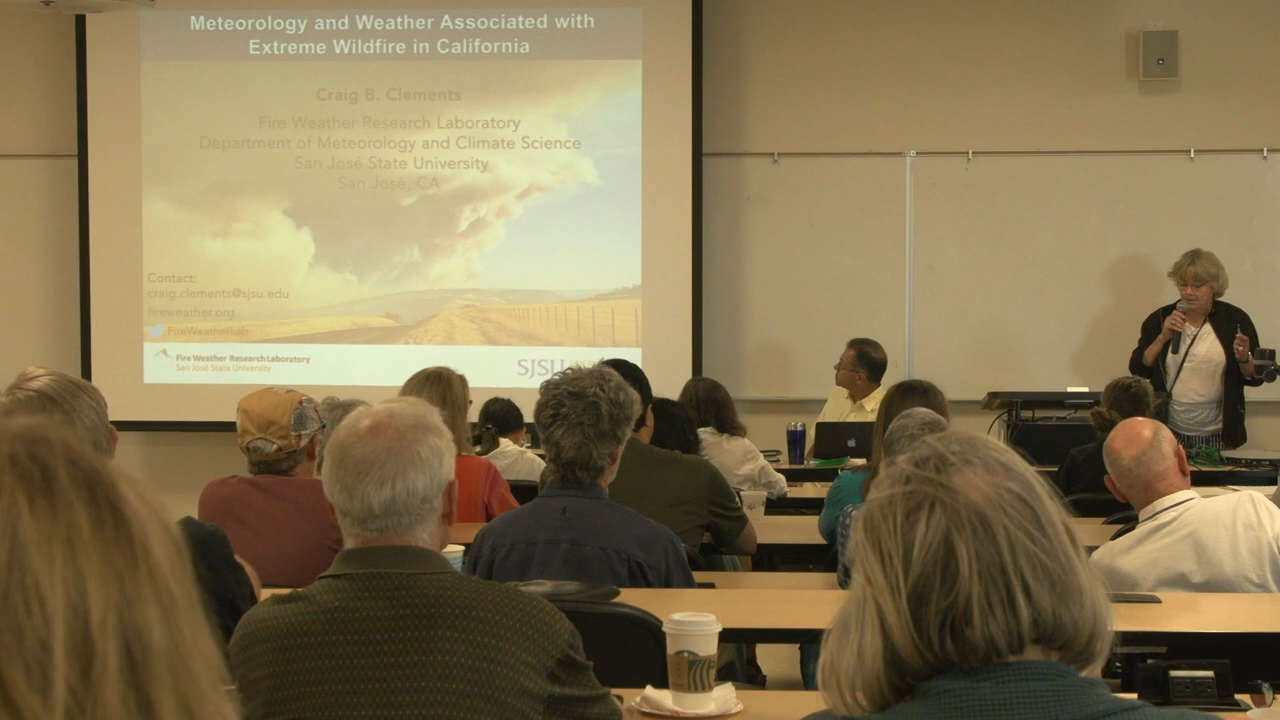 Meteorology and Weather Associated with
Extreme Wildfire in California
Craig B. Clements
Fire Weather Research Laboratory
Department of Meteorology and Climate Science
San José State University
San José, CA
Contact:
craig.clements@sjsu.edu
fireweather.org
FireWeatherLab
Fire Weather Research Laboratory
San José State University
SJSU